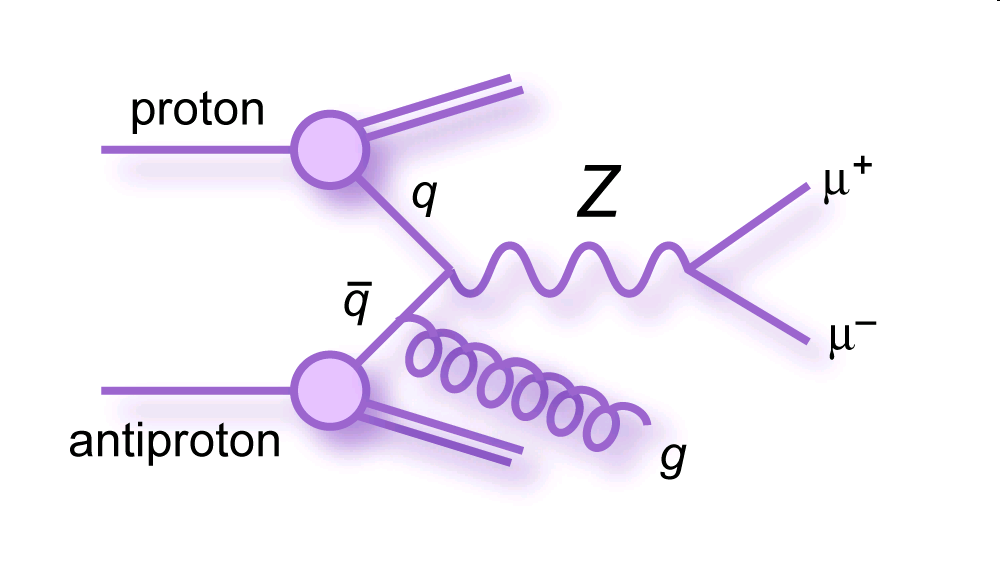 proton
q
Z
μ⁺
q̅
μ⁻
antiproton
g